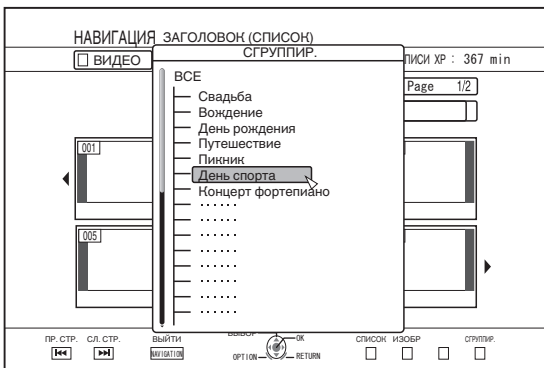 НАВИГАЦИЯ ЗАГОЛОВОК (СПИСОК)
ВИДЕО
СГРУППИР.
ПИСИ XP : 367 min
Page 1/2
ВСЕ
Свадьба
Вождение
День рождения
Путешествие
Пикник
День спорта
Концерт фортепиано
. . . . . .
. . . . . .
. . . . . .
. . . . . .
. . . . . .
. . . . . .
. . . . . .
. . . . . .
001
005
ПР. СТР. СЛ. СТР. ВЫЙТИ ВЫБОР OK СПИСОК ИЗОБР СГРУППИР.
NAVIGATION OPTION RETURN